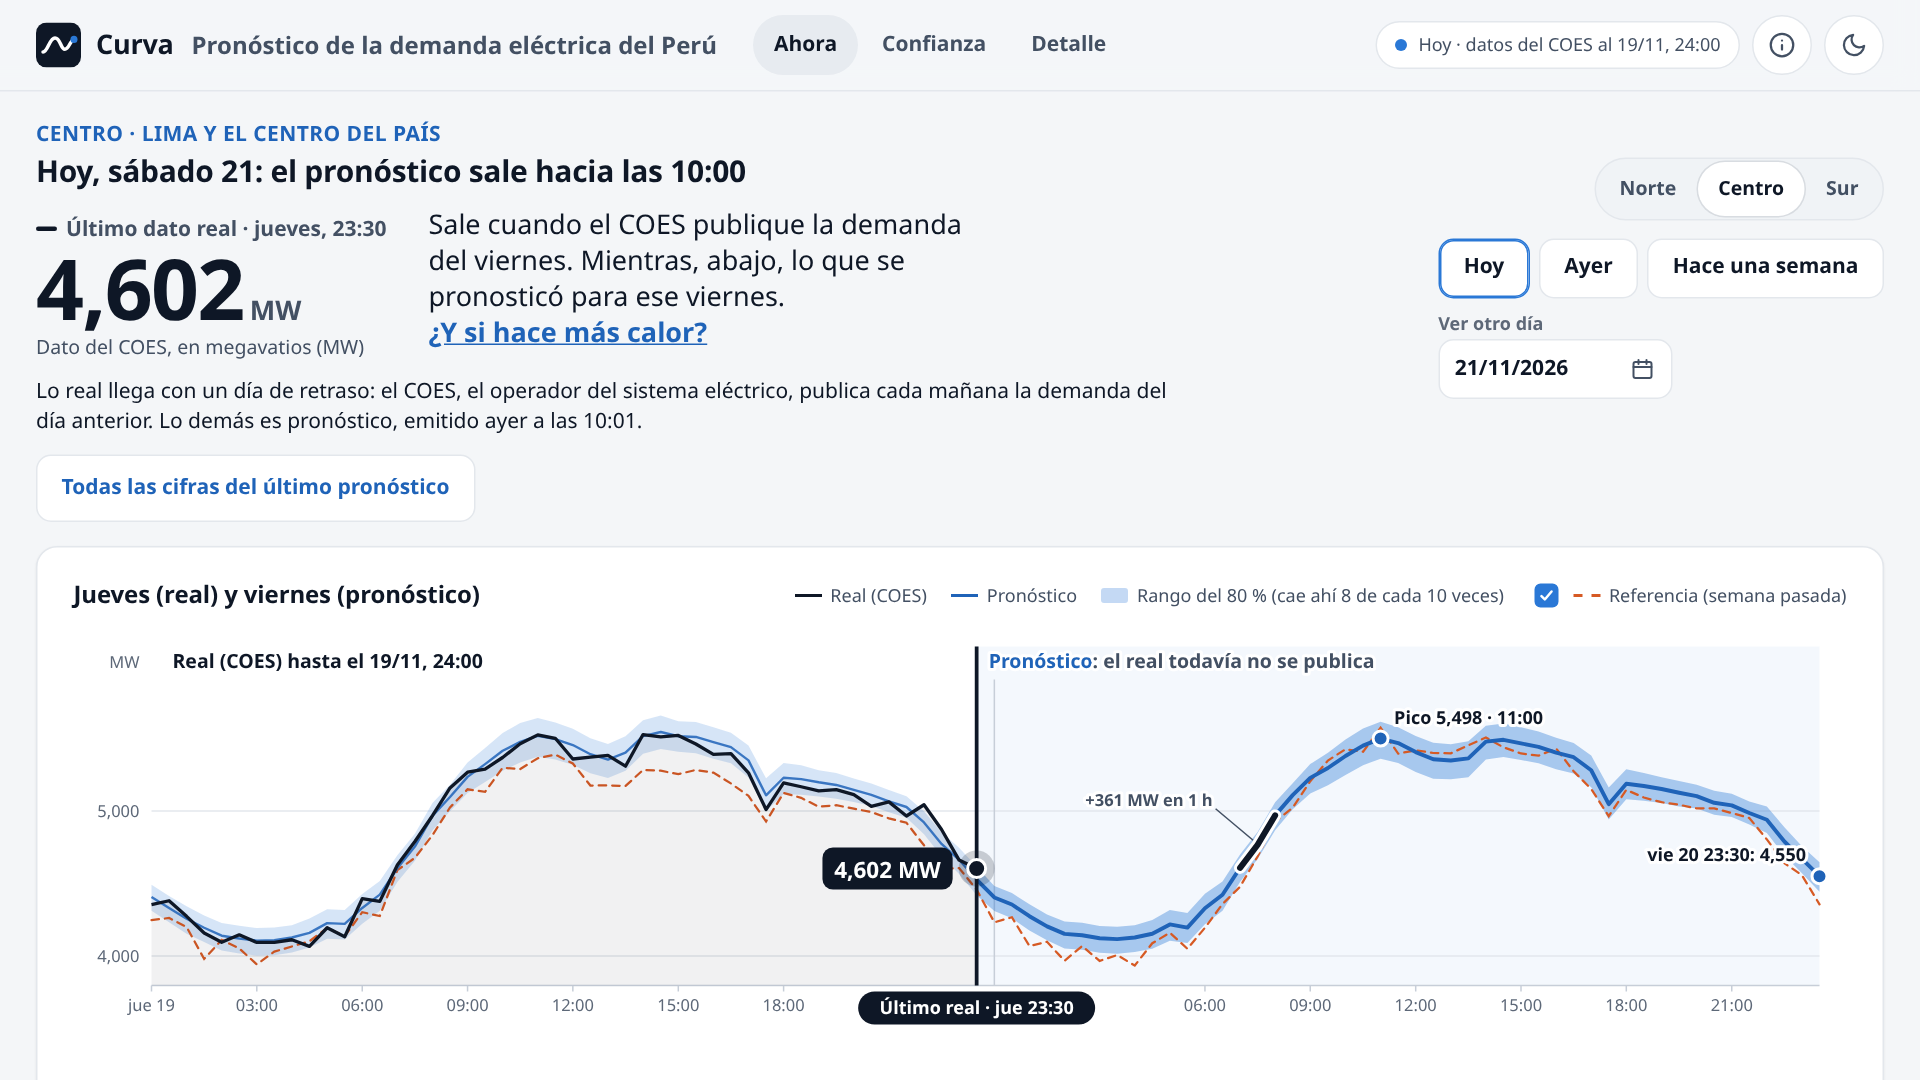 Curva
Pronóstico de la demanda eléctrica del Perú
Ahora
Confianza
Detalle
Hoy · datos del COES al 19/11, 24:00
CENTRO · LIMA Y EL CENTRO DEL PAÍS
Hoy, sábado 21: el pronóstico sale hacia las 10:00
Norte
Centro
Sur
Último dato real · jueves, 23:30
4,602 MW
Dato del COES, en megavatios (MW)
Sale cuando el COES publique la demanda
del viernes. Mientras, abajo, lo que se
pronosticó para ese viernes.
¿Y si hace más calor?
Hoy
Ayer
Hace una semana
Ver otro día
21/11/2026
Lo real llega con un día de retraso: el COES, el operador del sistema eléctrico, publica cada mañana la demanda del
día anterior. Lo demás es pronóstico, emitido ayer a las 10:01.
Todas las cifras del último pronóstico
Jueves (real) y viernes (pronóstico)
Real (COES)
Pronóstico
Rango del 80 % (cae ahí 8 de cada 10 veces)
Referencia (semana pasada)
MW
Real (COES) hasta el 19/11, 24:00
Pronóstico: el real todavía no se publica
Pico 5,498 · 11:00
+361 MW en 1 h
5,000
4,602 MW
vie 20 23:30: 4,550
4,000
jue 19
03:00
06:00
09:00
12:00
15:00
18:00
Último real · jue 23:30
06:00
09:00
12:00
15:00
18:00
21:00